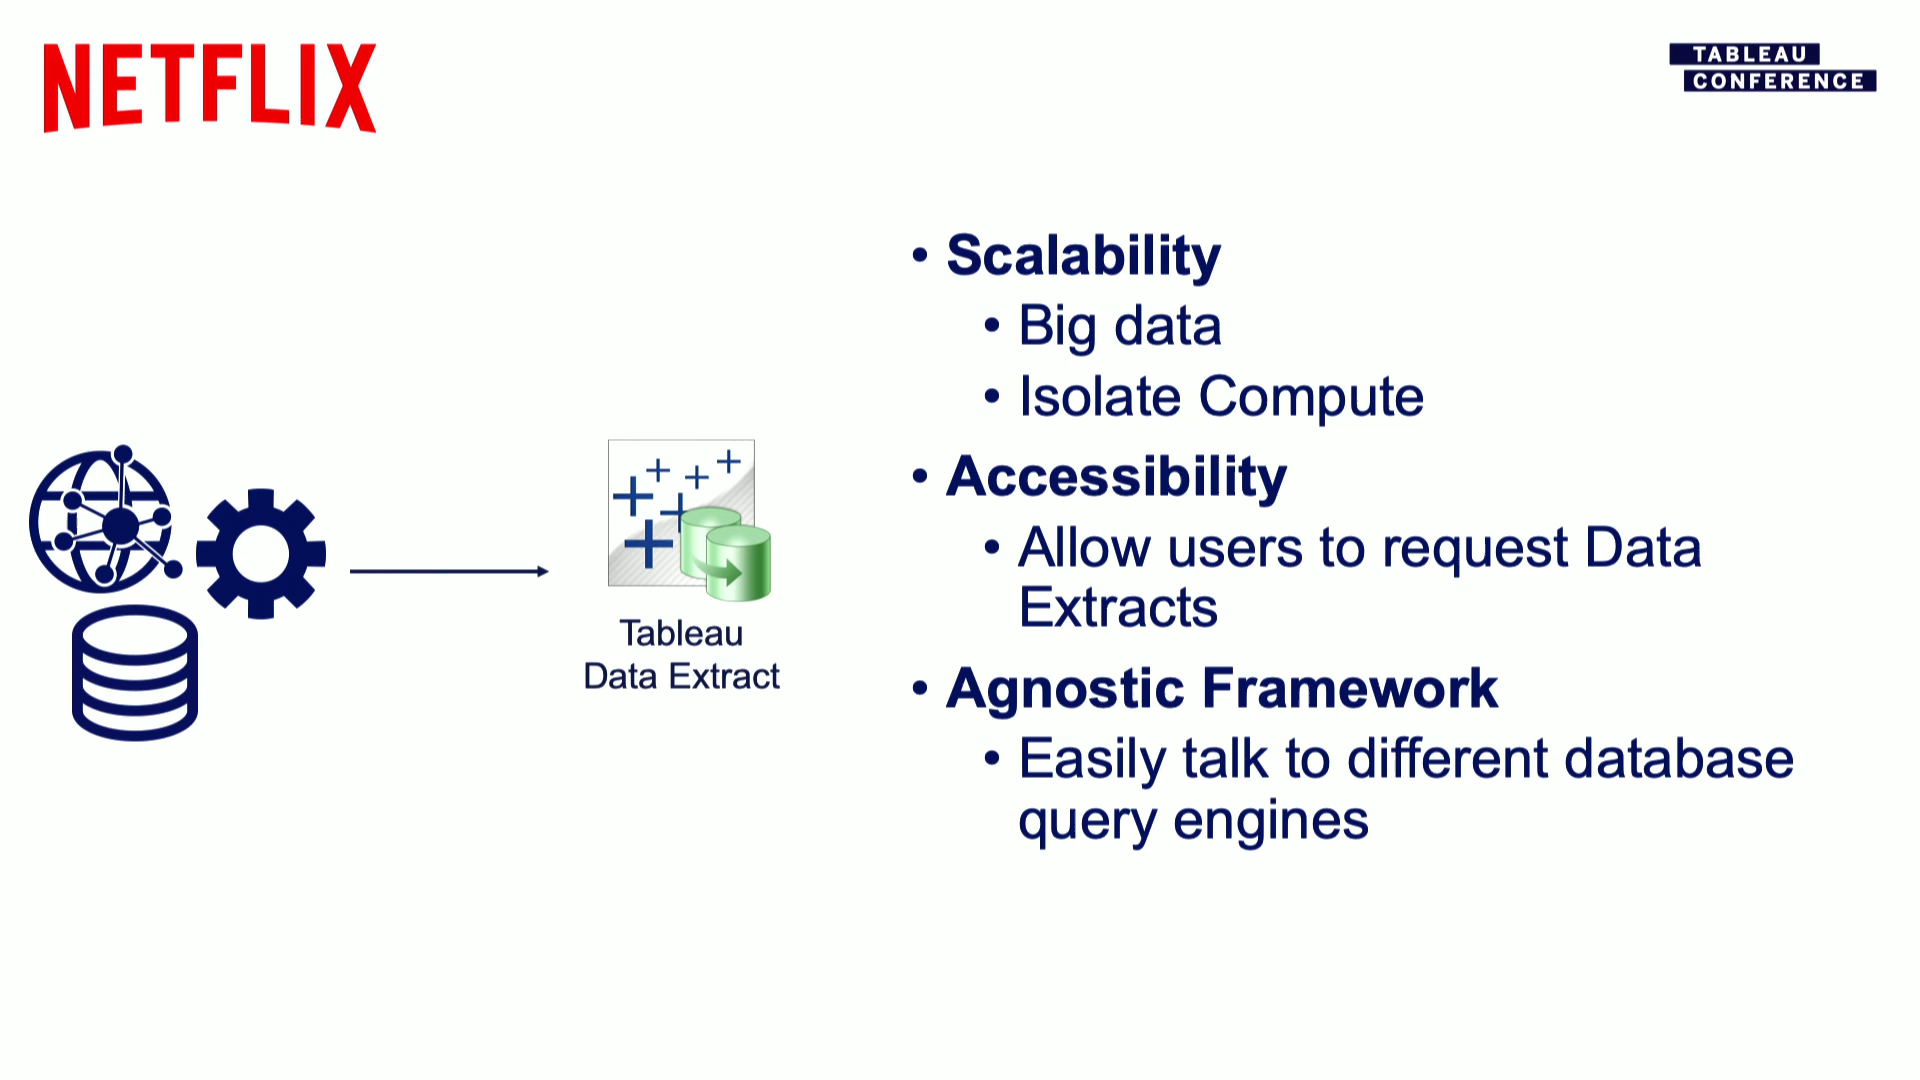 NETFLIX
TABLEAU
CONFERENCE
• Scalability
• Big data
• Isolate Compute
• Accessibility
• Allow users to request Data
Extracts
• Agnostic Framework
• Easily talk to different database
query engines
Tableau
Data Extract